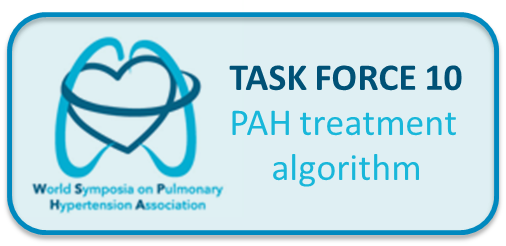 World Symposia on Pulmonary
Hypertension Association
TASK FORCE 10
PAH treatment
algorithm